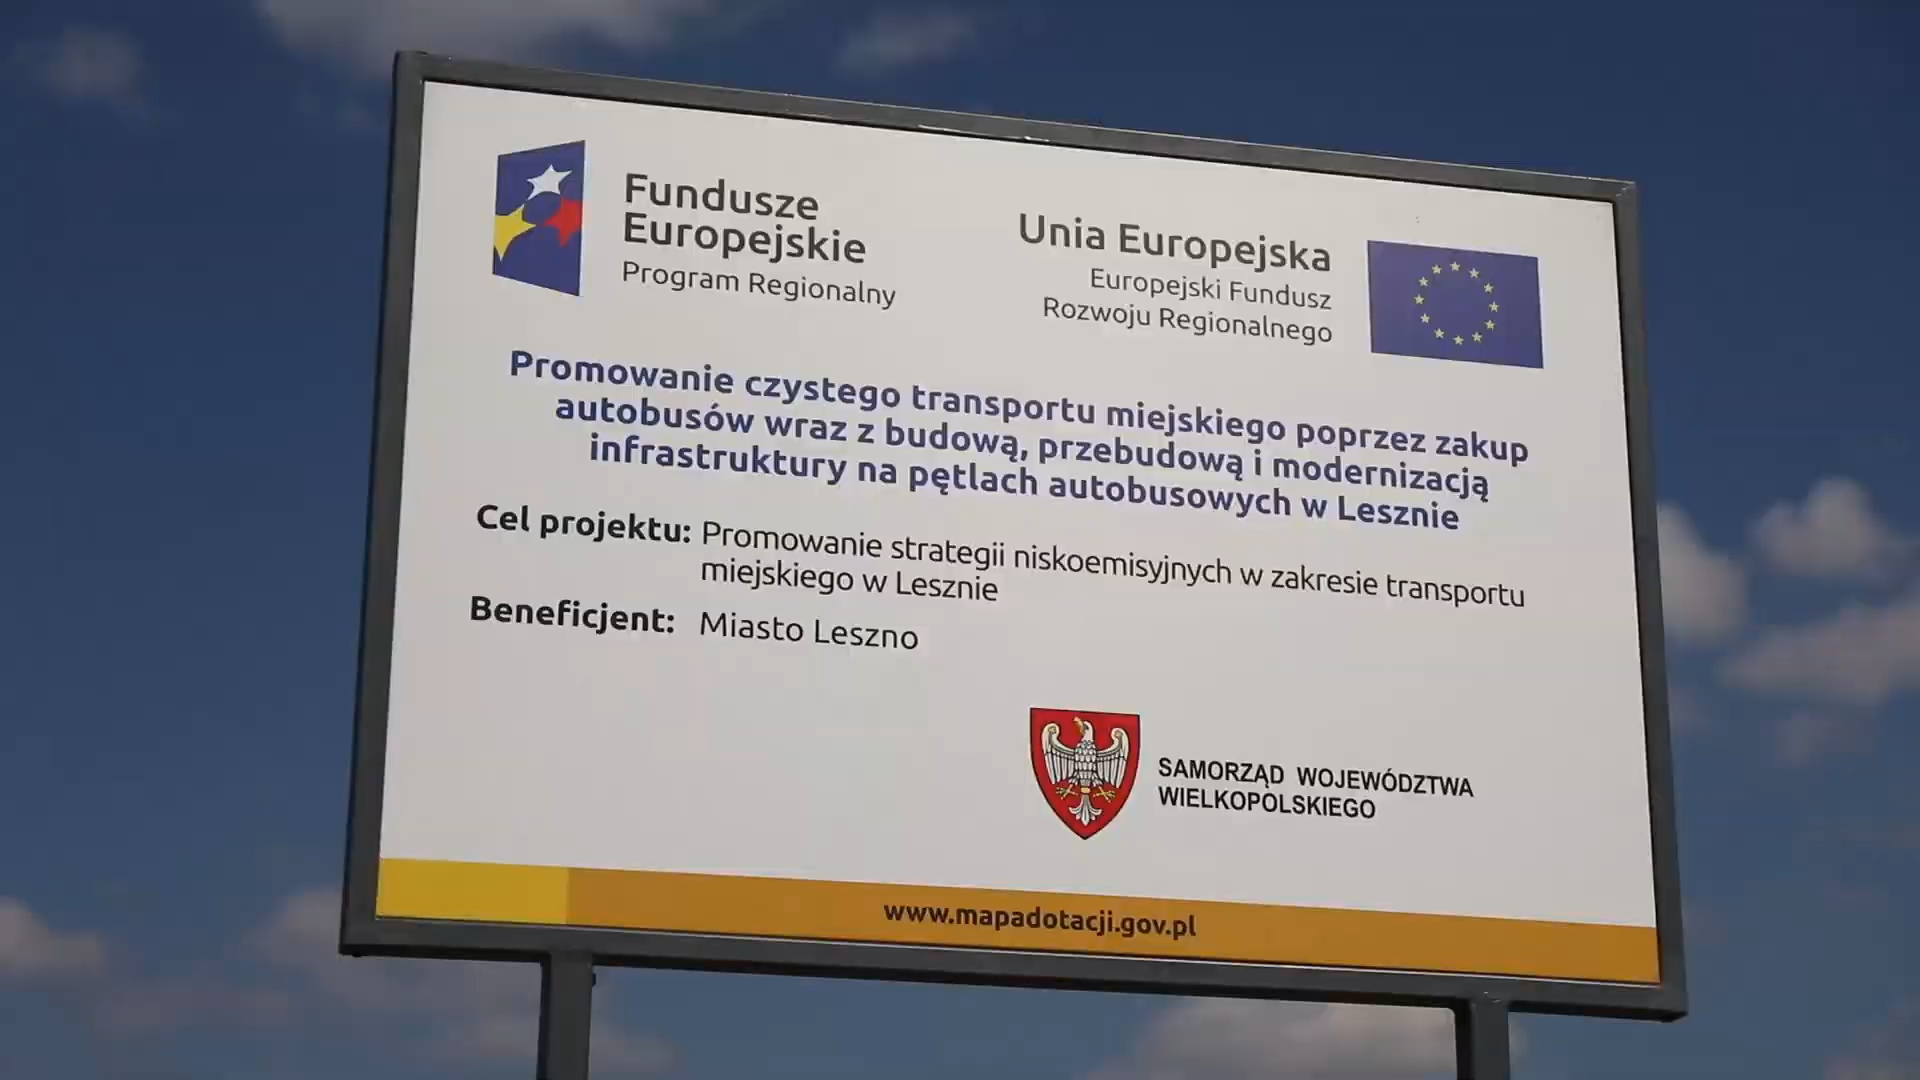 Fundusze
Europejskie
Program Regionalny
Unia Europejska
Europejski Fundusz
Rozwoju Regionalnego
Promowanie czystego transportu miejskiego poprzez zakup
autobusów wraz z budową, przebudową i modernizacją
infrastruktury na pętlach autobusowych w Lesznie
Cel projektu: Promowanie strategii niskoemisyjnych w zakresie transportu
miejskiego w Lesznie
Beneficjent: Miasto Leszno
SAMORZĄD WOJEWÓDZTWA
WIELKOPOLSKIEGO
www.mapadotacji.gov.pl